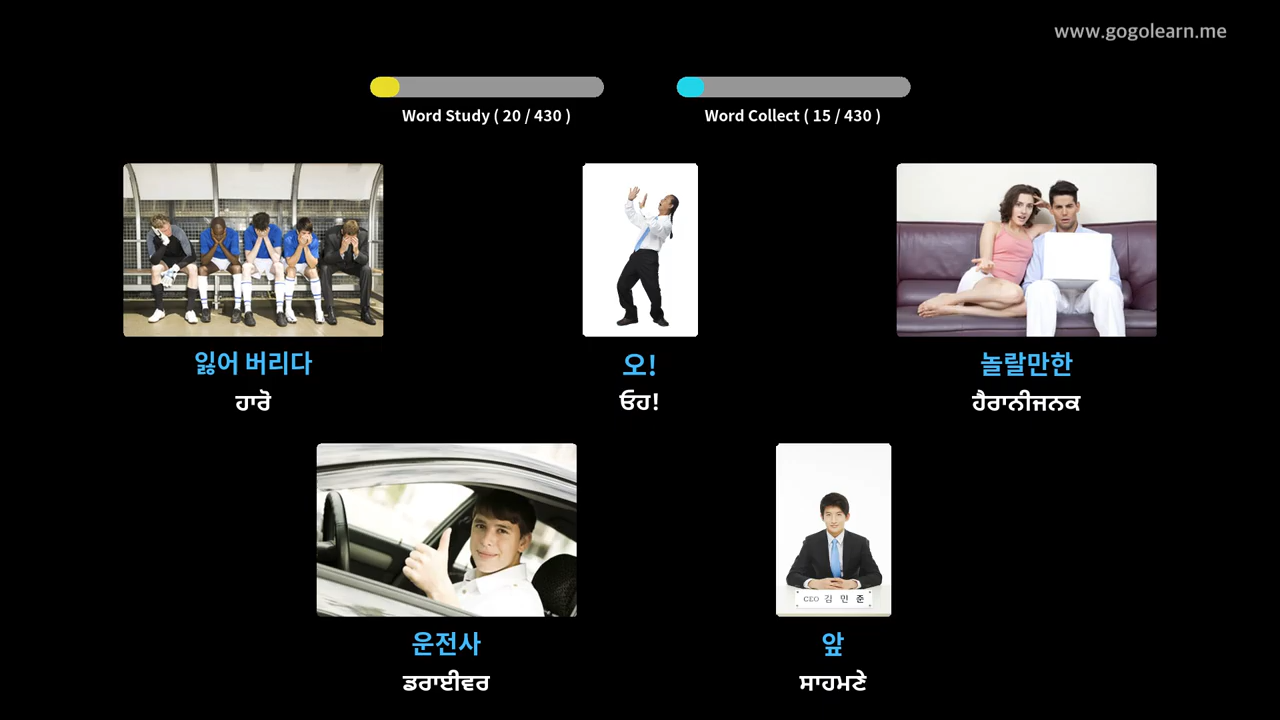 www.gogolearn.me
Word Study ( 20 / 430 )
Word Collect ( 15 / 430 )
잃어 버리다
오!
놀랄만한
ਹਾਰੋ
ਓਹ!
ਹੈਰਾਨੀਜਨਕ
CEO 김 민 준
운전사
앞
ਡਰਾਈਵਰ
ਸਾਹਮਣੇ